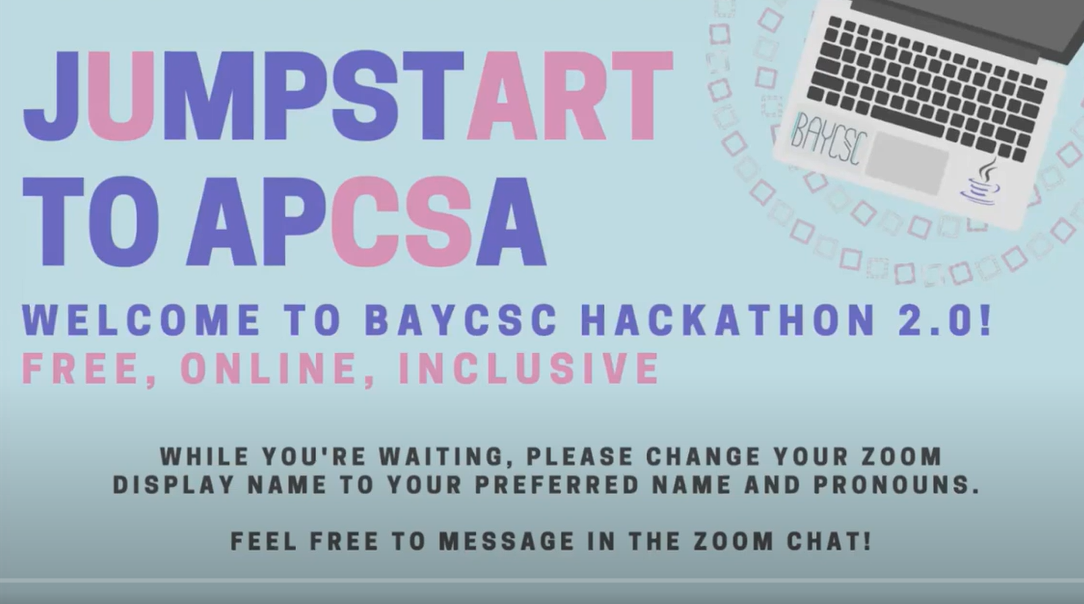 JUMPSTART
TO APCSA
WELCOME TO BAYCSC HACKATHON 2.0!
FREE, ONLINE, INCLUSIVE
BAYCSC
WHILE YOU'RE WAITING, PLEASE CHANGE YOUR ZOOM
DISPLAY NAME TO YOUR PREFERRED NAME AND PRONOUNS.
FEEL FREE TO MESSAGE IN THE ZOOM CHAT!